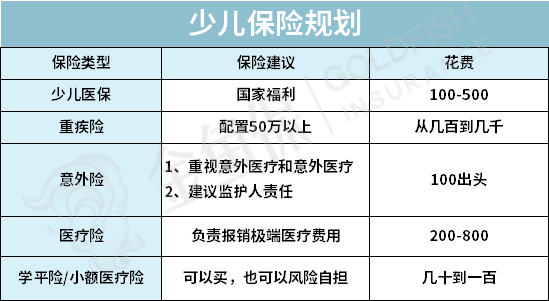 少儿保险规划
保险类型 保险建议 花费
少儿医保 国家福利 100-500
重疾险 配置50万以上 从几百到几千
意外险 1、重视意外医疗和意外医疗 100出头
2、建议监护人责任
医疗险 负责报销极端医疗费用 200-800
学平险/小额医疗险 可以买，也可以风险自担 几十到一百
金鱼保
GOLDFISH
INSURANCE